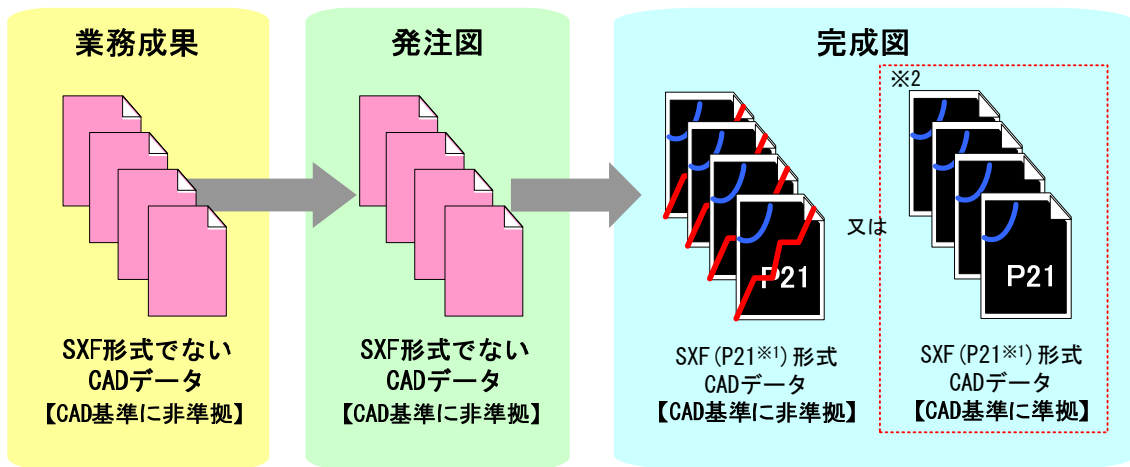 業務成果
SXF形式でない
CADデータ
【CAD基準に非準拠】
発注図
SXF形式でない
CADデータ
【CAD基準に非準拠】
完成図
P21
SXF(P21※1)形式
CADデータ
【CAD基準に非準拠】
又は
※2
P21
SXF(P21※1)形式
CADデータ
【CAD基準に準拠】